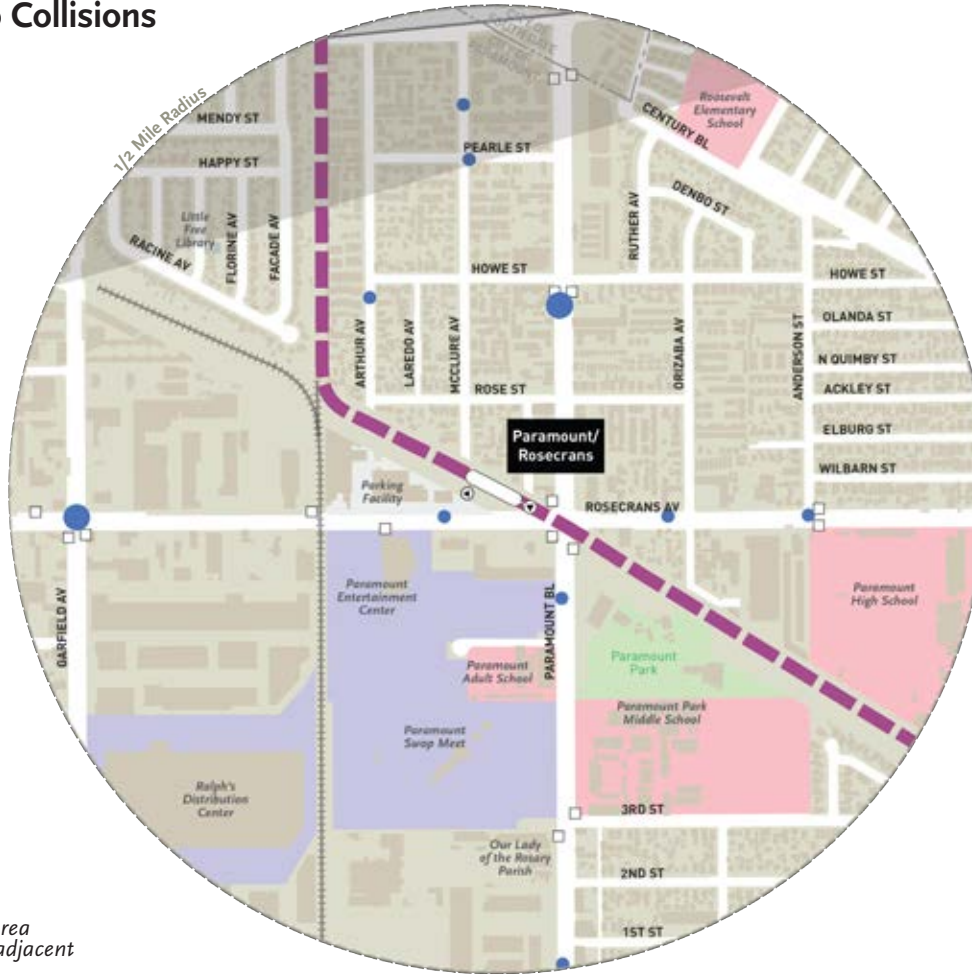 Collisions
1/2 Mile Radius
MENDY ST
HAPPY ST
Little
Free
Library
RACINE AV
FLORINE AV
FACADE AV
PEARLE ST
CENTURY BL
Roosevelt
Elementary
School
DENBO ST
RUTHER AV
HOWE ST
HOWE ST
ARTHUR AV
LAREDO AV
MCCLURE AV
ORIZABA AV
ANDERSON ST
OLANDA ST
N QUIMBY ST
ACKLEY ST
ELBURG ST
WILBARN ST
ROSE ST
Paramount/
Rosecrans
Parking
Facility
ROSECRANS AV
GARFIELD AV
Paramount
Entertainment
Center
PARAMOUNT BL
Paramount
High School
Paramount
Adult School
Paramount
Park
Paramount Park
Middle School
Paramount
Swap Meet
Ralph's
Distribution
Center
3RD ST
Our Lady
of the Rosary
Parish
2ND ST
1ST ST
rea
adjacent